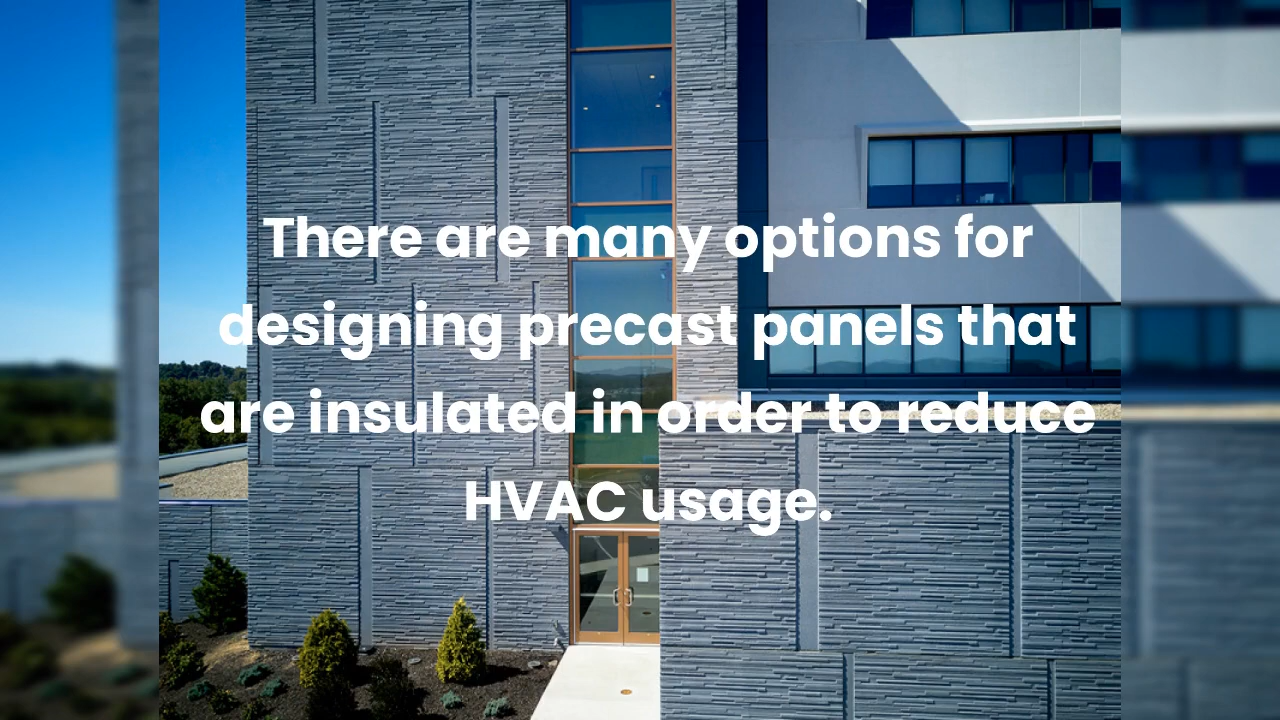 There are many options for
designing precast panels that
are insulated in order to reduce
HVAC usage.